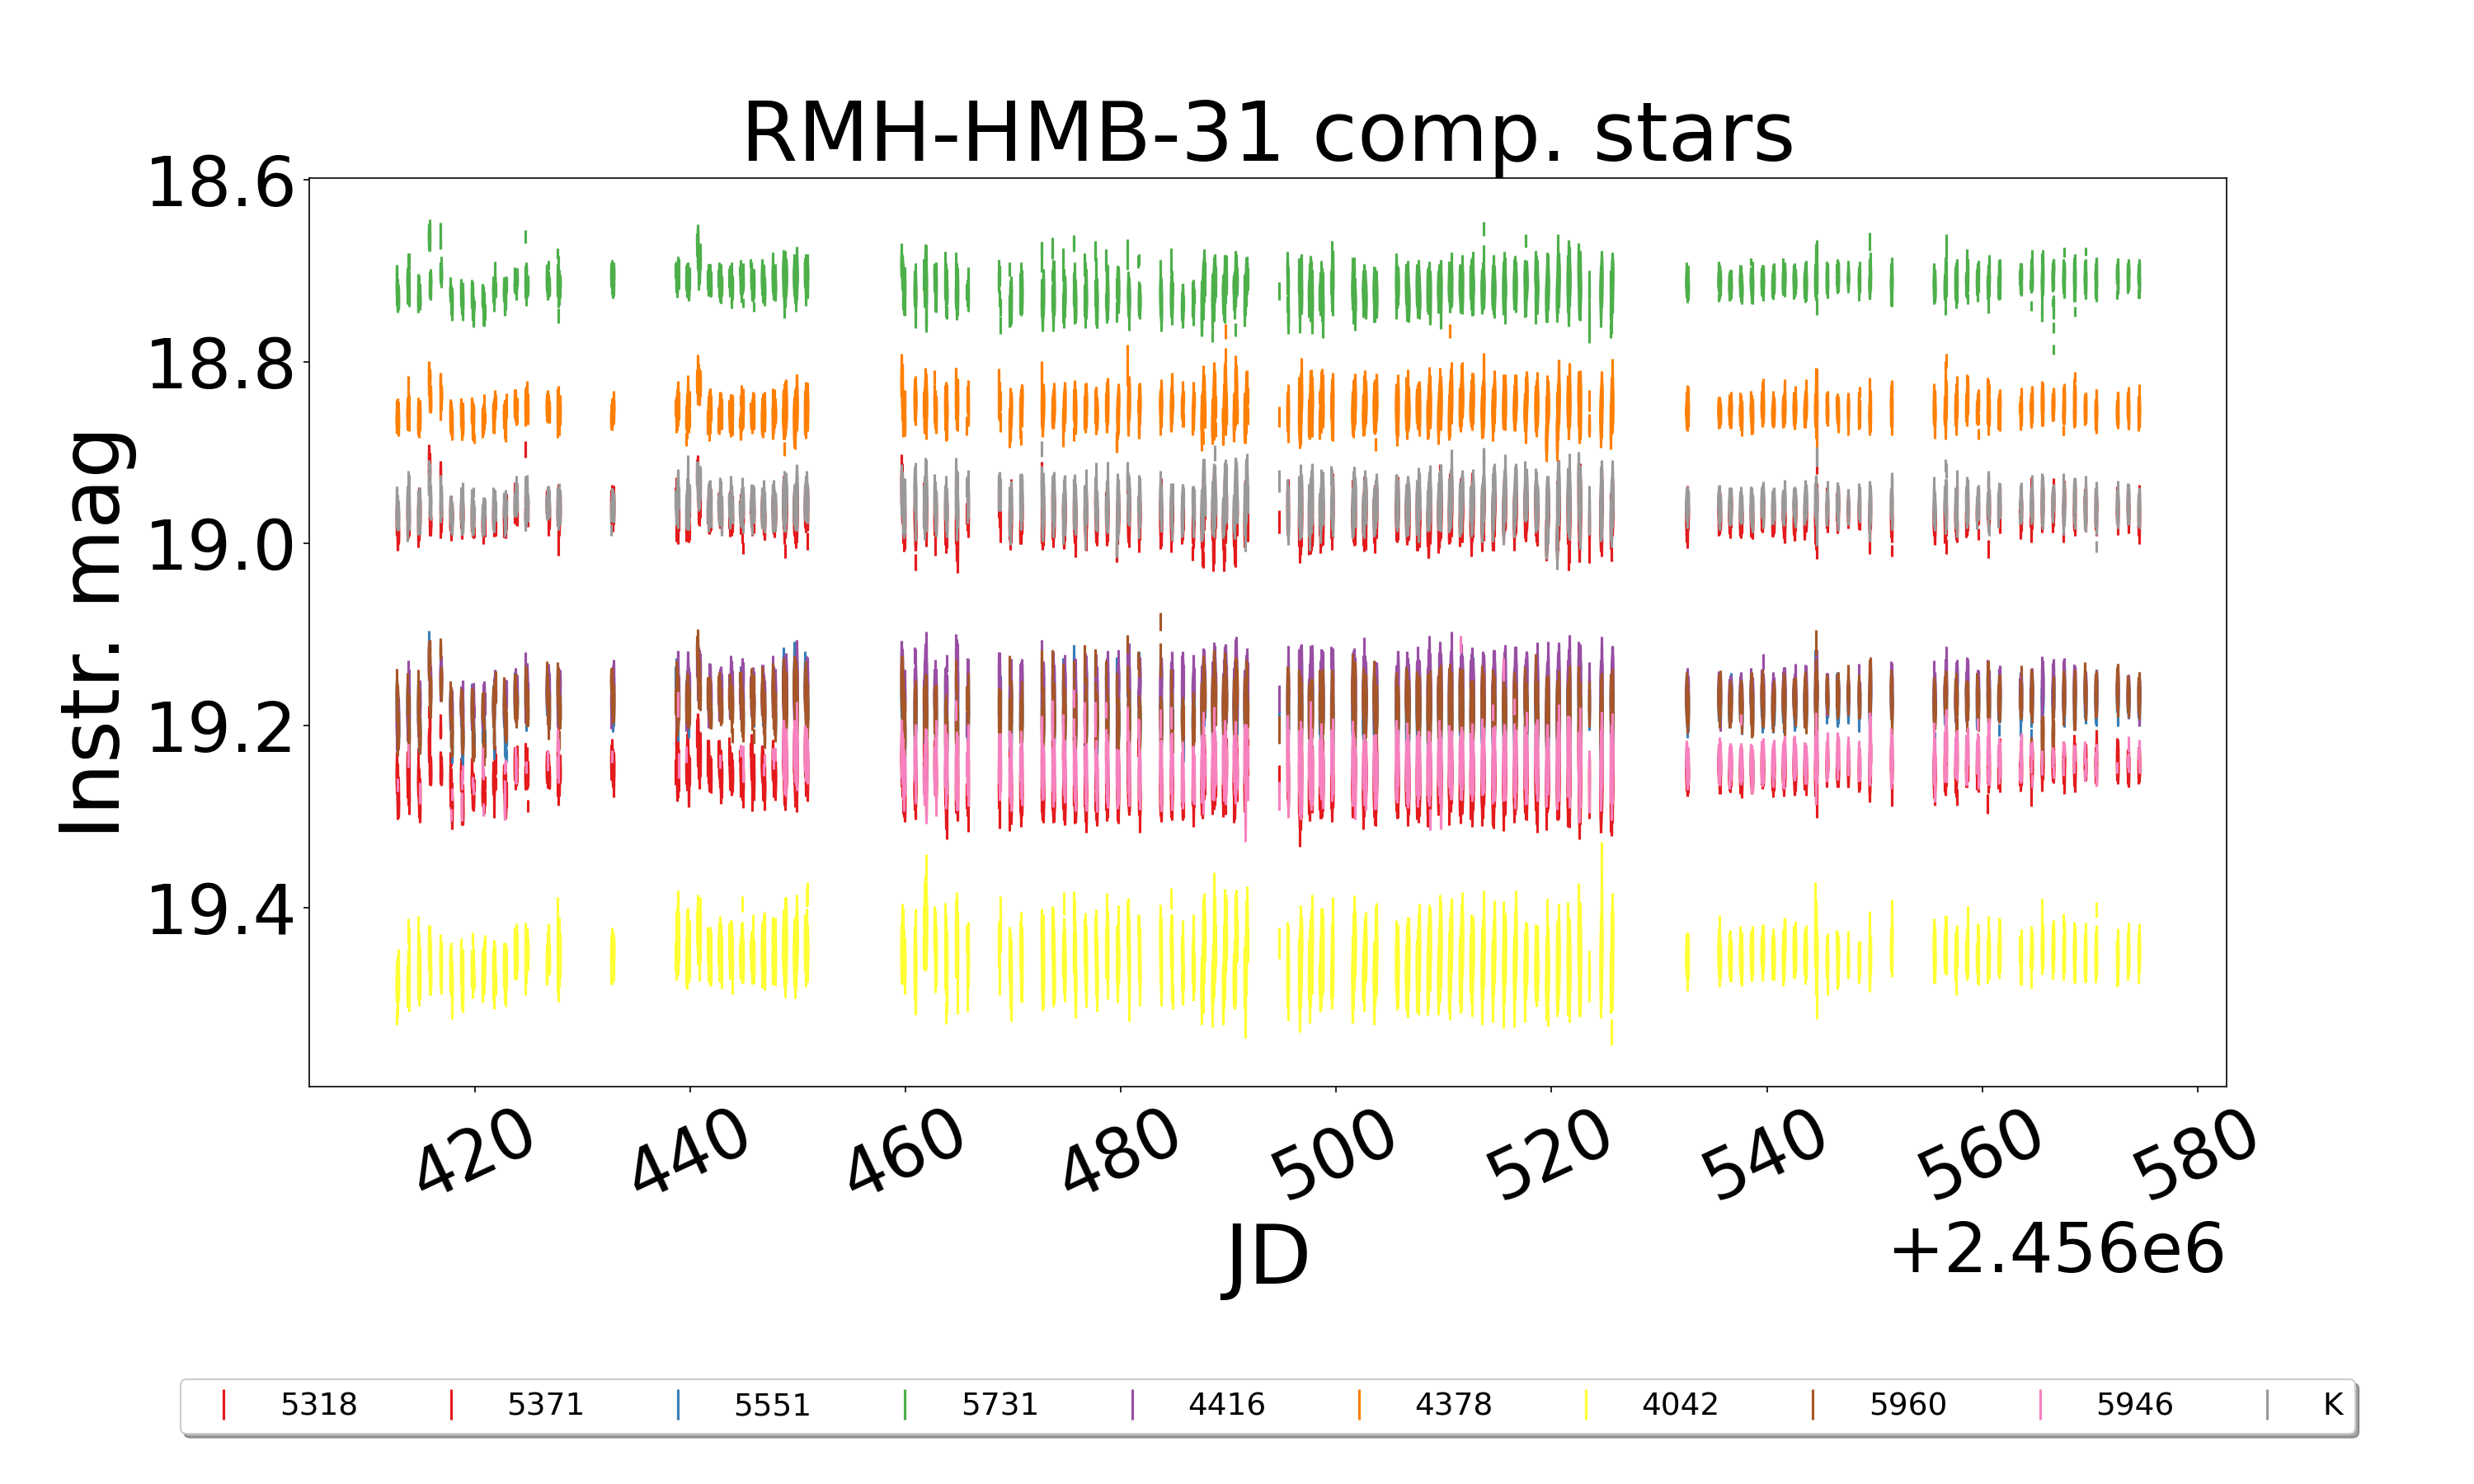 RMH-HMB-31 comp. stars
18.6
18.8
19.0
19.2
19.4
Instr. mag
420 440 460 480 500 520 540 560 580
JD
+2.456e6
5318 5371 5551 5731 4416 4378 4042 5960 5946 K